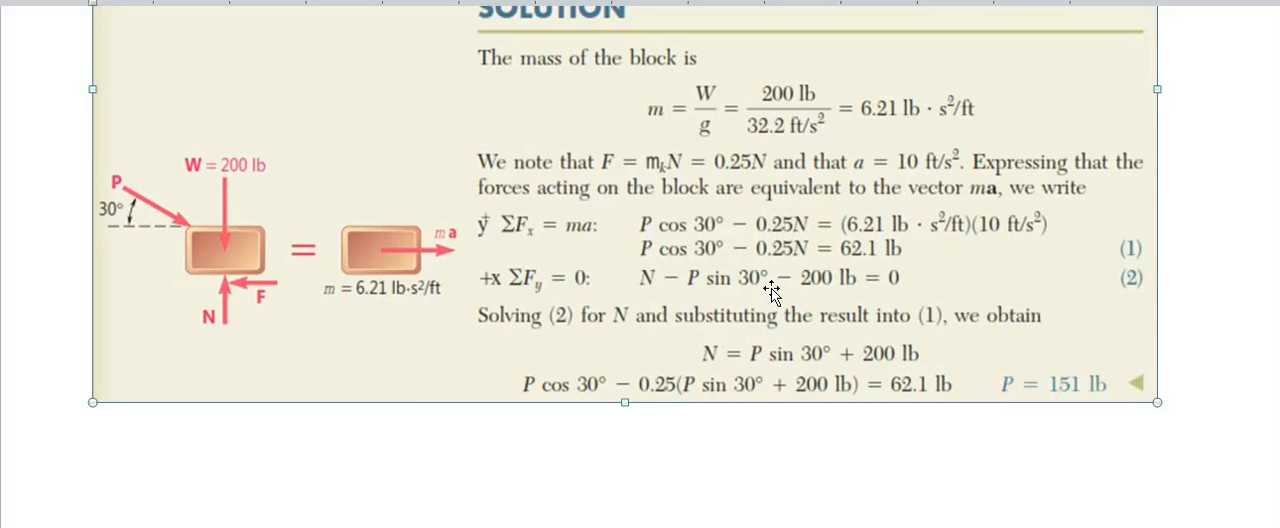 SOLUTION
The mass of the block is
m = W/g = 200 lb / 32.2 ft/s² = 6.21 lb · s²/ft
We note that F = mₖN = 0.25N and that a = 10 ft/s². Expressing that the
forces acting on the block are equivalent to the vector ma, we write
ẏ⁺ ΣFₓ = ma: P cos 30° − 0.25N = (6.21 lb · s²/ft)(10 ft/s²)
P cos 30° − 0.25N = 62.1 lb (1)
+x ΣFᵧ = 0: N − P sin 30° − 200 lb = 0 (2)
Solving (2) for N and substituting the result into (1), we obtain
N = P sin 30° + 200 lb
P cos 30° − 0.25(P sin 30° + 200 lb) = 62.1 lb P = 151 lb
W = 200 lb
P
30°
m a
m = 6.21 lb·s²/ft
F
N